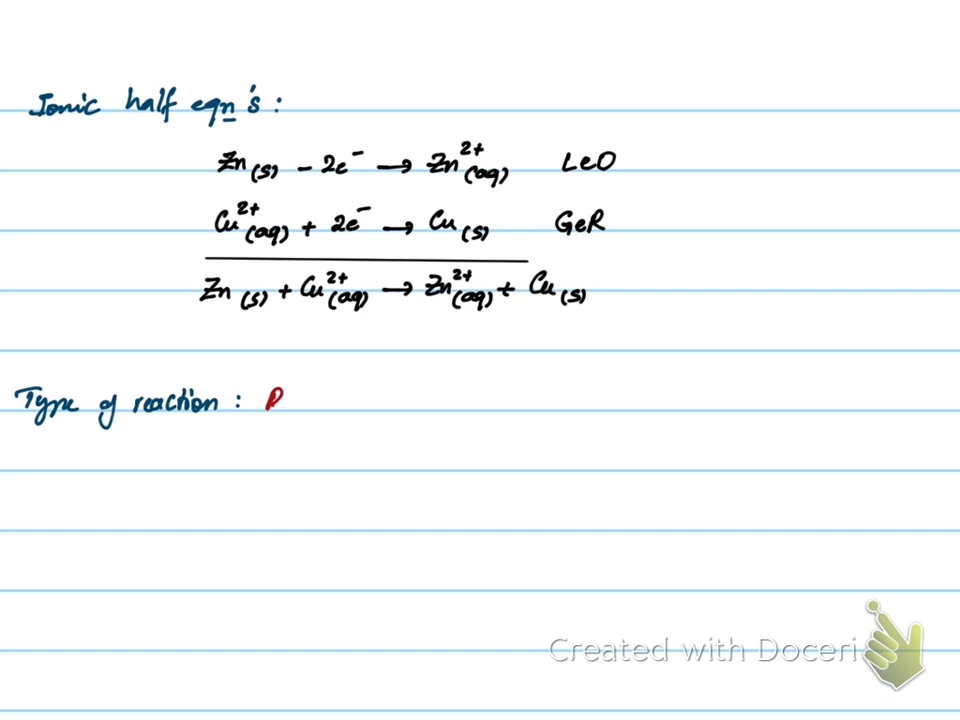 Ionic half eqn's :
Zn (s) – 2e⁻ → Zn²⁺ (aq) LeO
Cu²⁺ (aq) + 2e⁻ → Cu (s) GeR
Zn (s) + Cu²⁺ (aq) → Zn²⁺ (aq) + Cu (s)
Type of reaction :
Created with Doceri